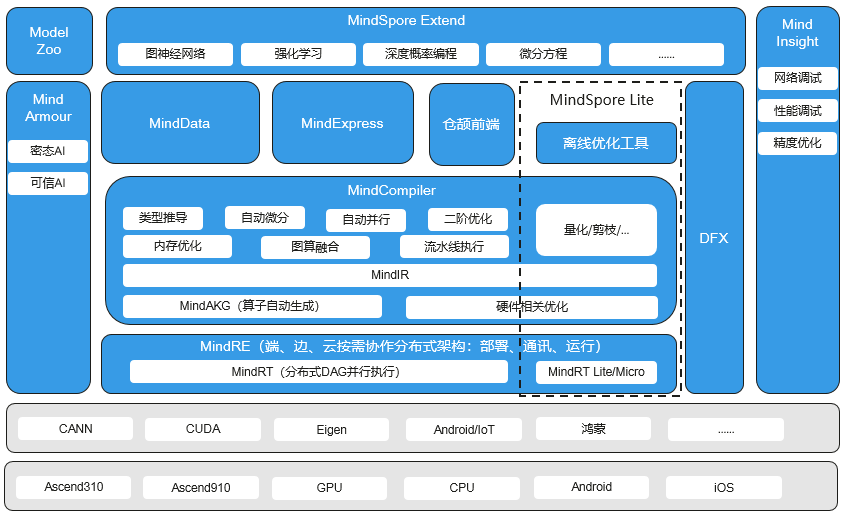 Model
Zoo
MindSpore Extend
图神经网络
强化学习
深度概率编程
微分方程
......
Mind
Insight
网络调试
性能调试
精度优化
Mind
Armour
密态AI
可信AI
MindData
MindExpress
仓颉前端
MindSpore Lite
离线优化工具
DFX
MindCompiler
类型推导
自动微分
自动并行
二阶优化
量化/剪枝/...
内存优化
图算融合
流水线执行
MindIR
MindAKG（算子自动生成）
硬件相关优化
MindRE（端、边、云按需协作分布式架构：部署、通讯、运行）
MindRT（分布式DAG并行执行）
MindRT Lite/Micro
CANN
CUDA
Eigen
Android/IoT
鸿蒙
......
Ascend310
Ascend910
GPU
CPU
Android
iOS